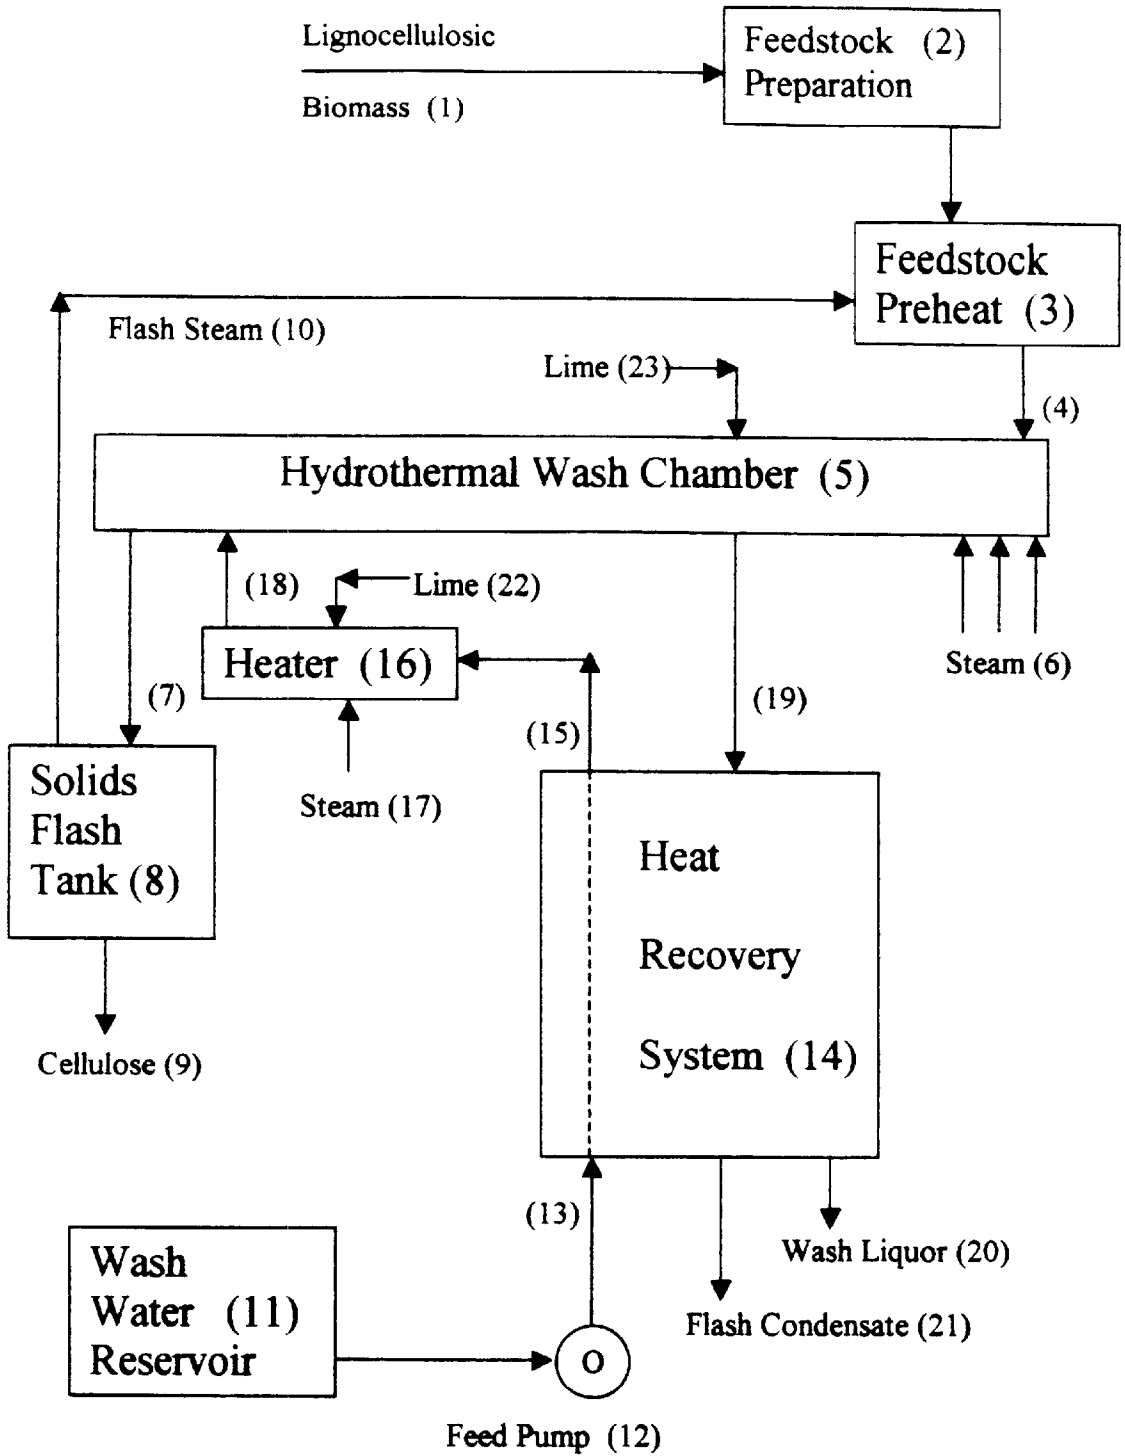 Lignocellulosic
Biomass (1)
Feedstock (2)
Preparation
Feedstock
Preheat (3)
Flash Steam (10)
Lime (23)
(4)
Hydrothermal Wash Chamber (5)
(18)
Lime (22)
Heater (16)
Steam (6)
(7)
(19)
(15)
Steam (17)
Solids
Flash
Tank (8)
Heat
Recovery
System (14)
Cellulose (9)
(13)
Wash Liquor (20)
Flash Condensate (21)
Wash
Water (11)
Reservoir
O
Feed Pump (12)